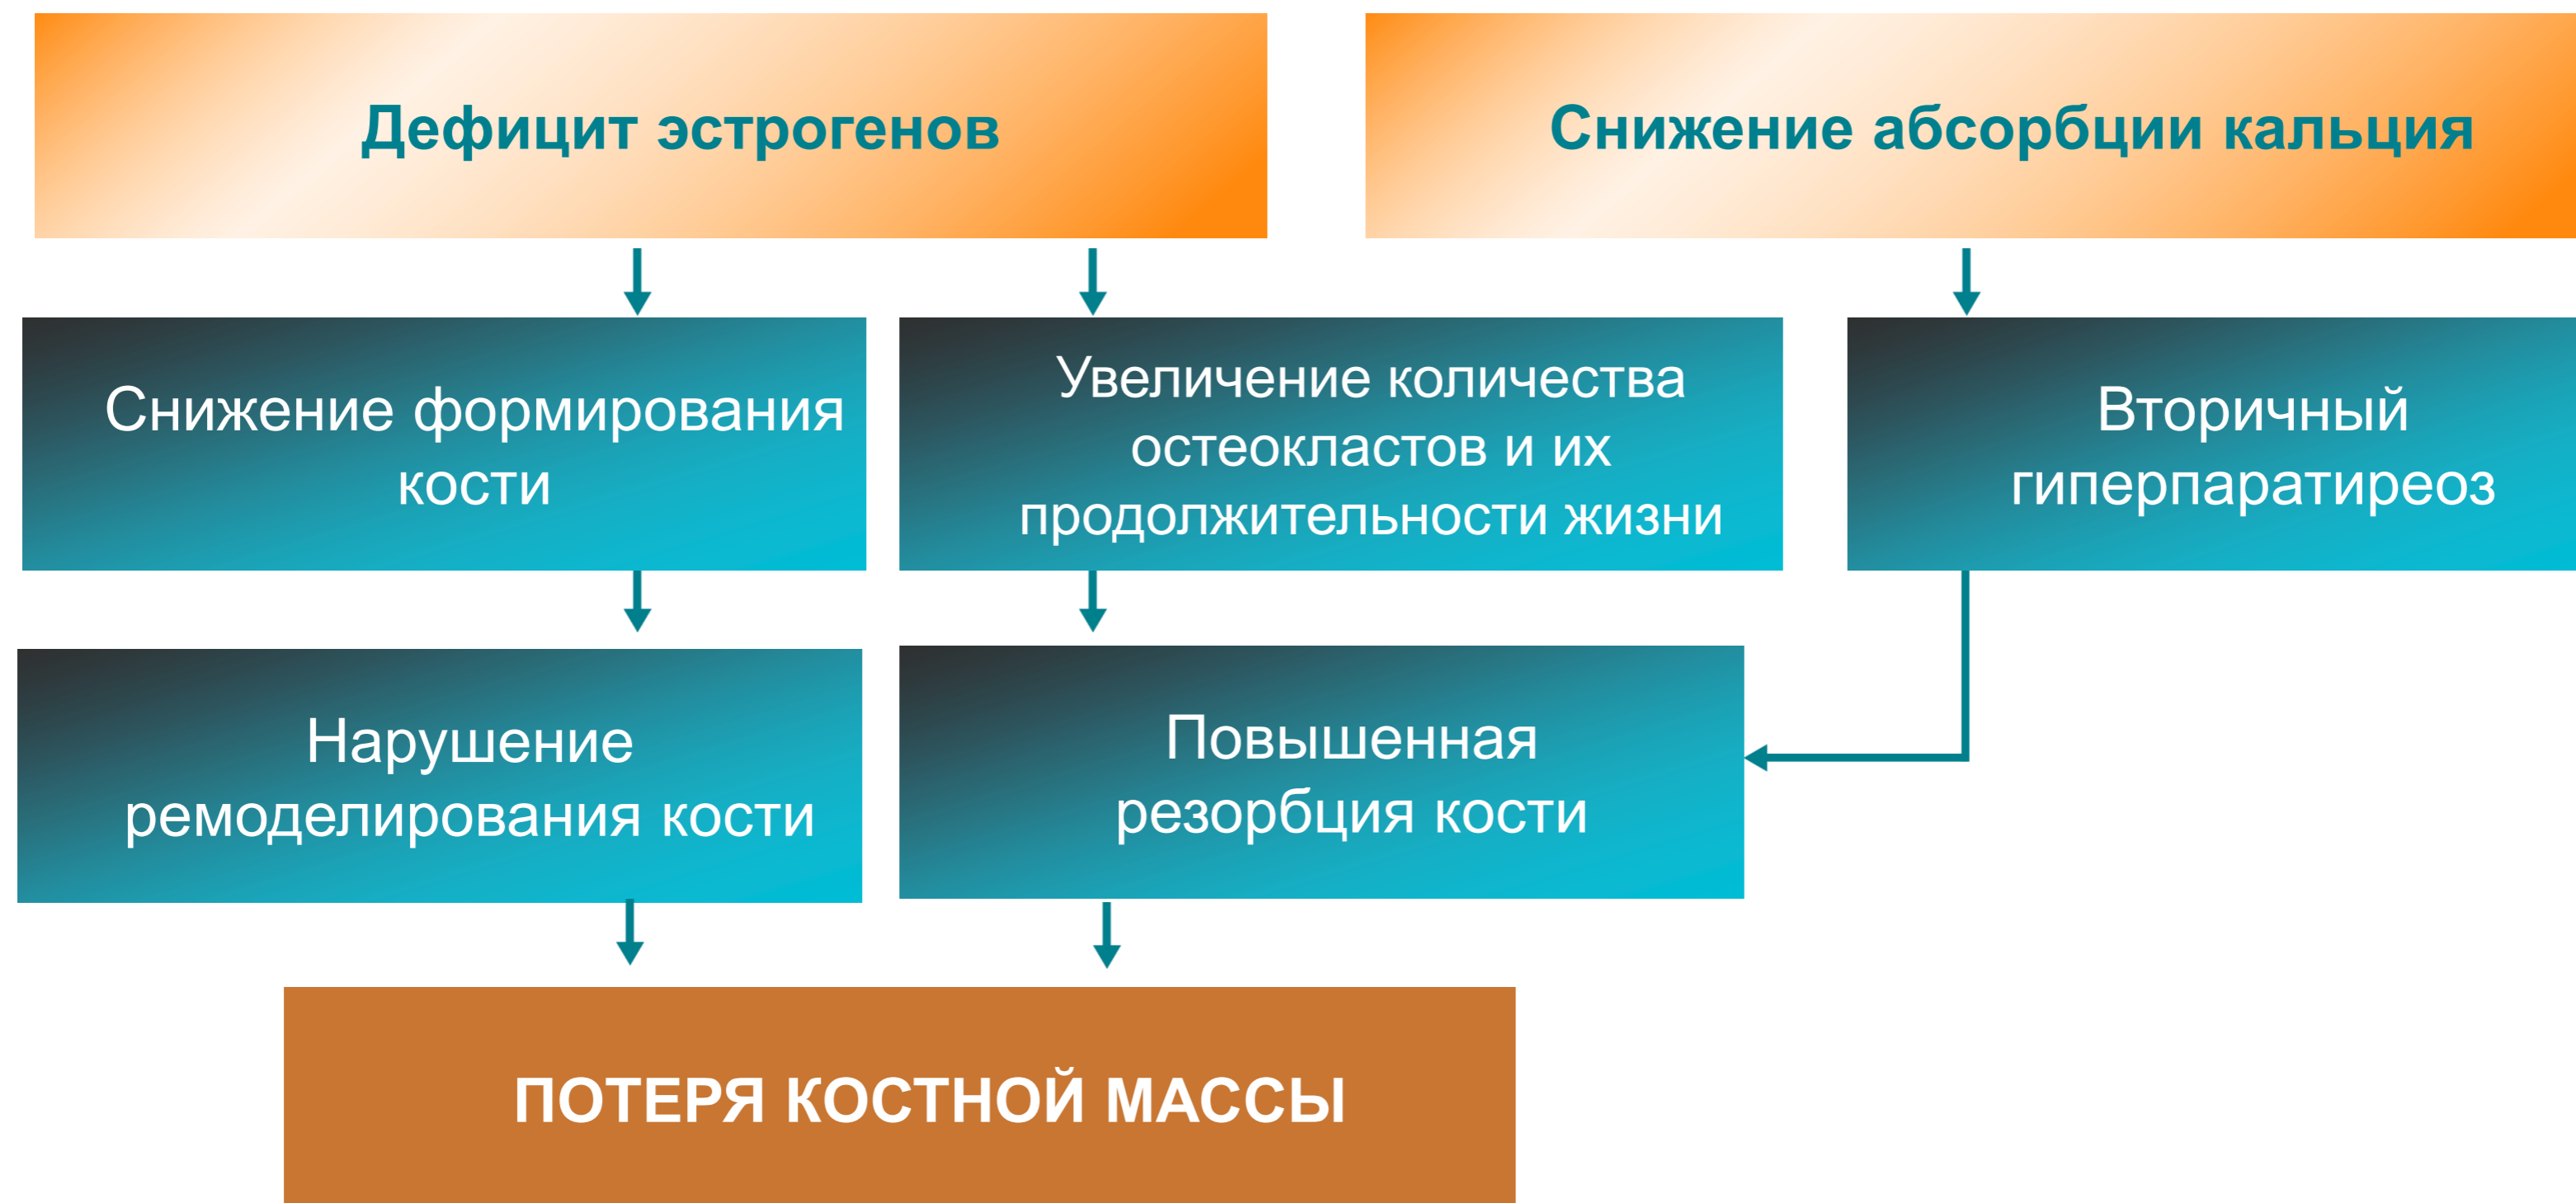 Дефицит эстрогенов
Снижение абсорбции кальция
Снижение формирования
кости
Увеличение количества
остеокластов и их
продолжительности жизни
Вторичный
гиперпаратиреоз
Нарушение
ремоделирования кости
Повышенная
резорбция кости
ПОТЕРЯ КОСТНОЙ МАССЫ